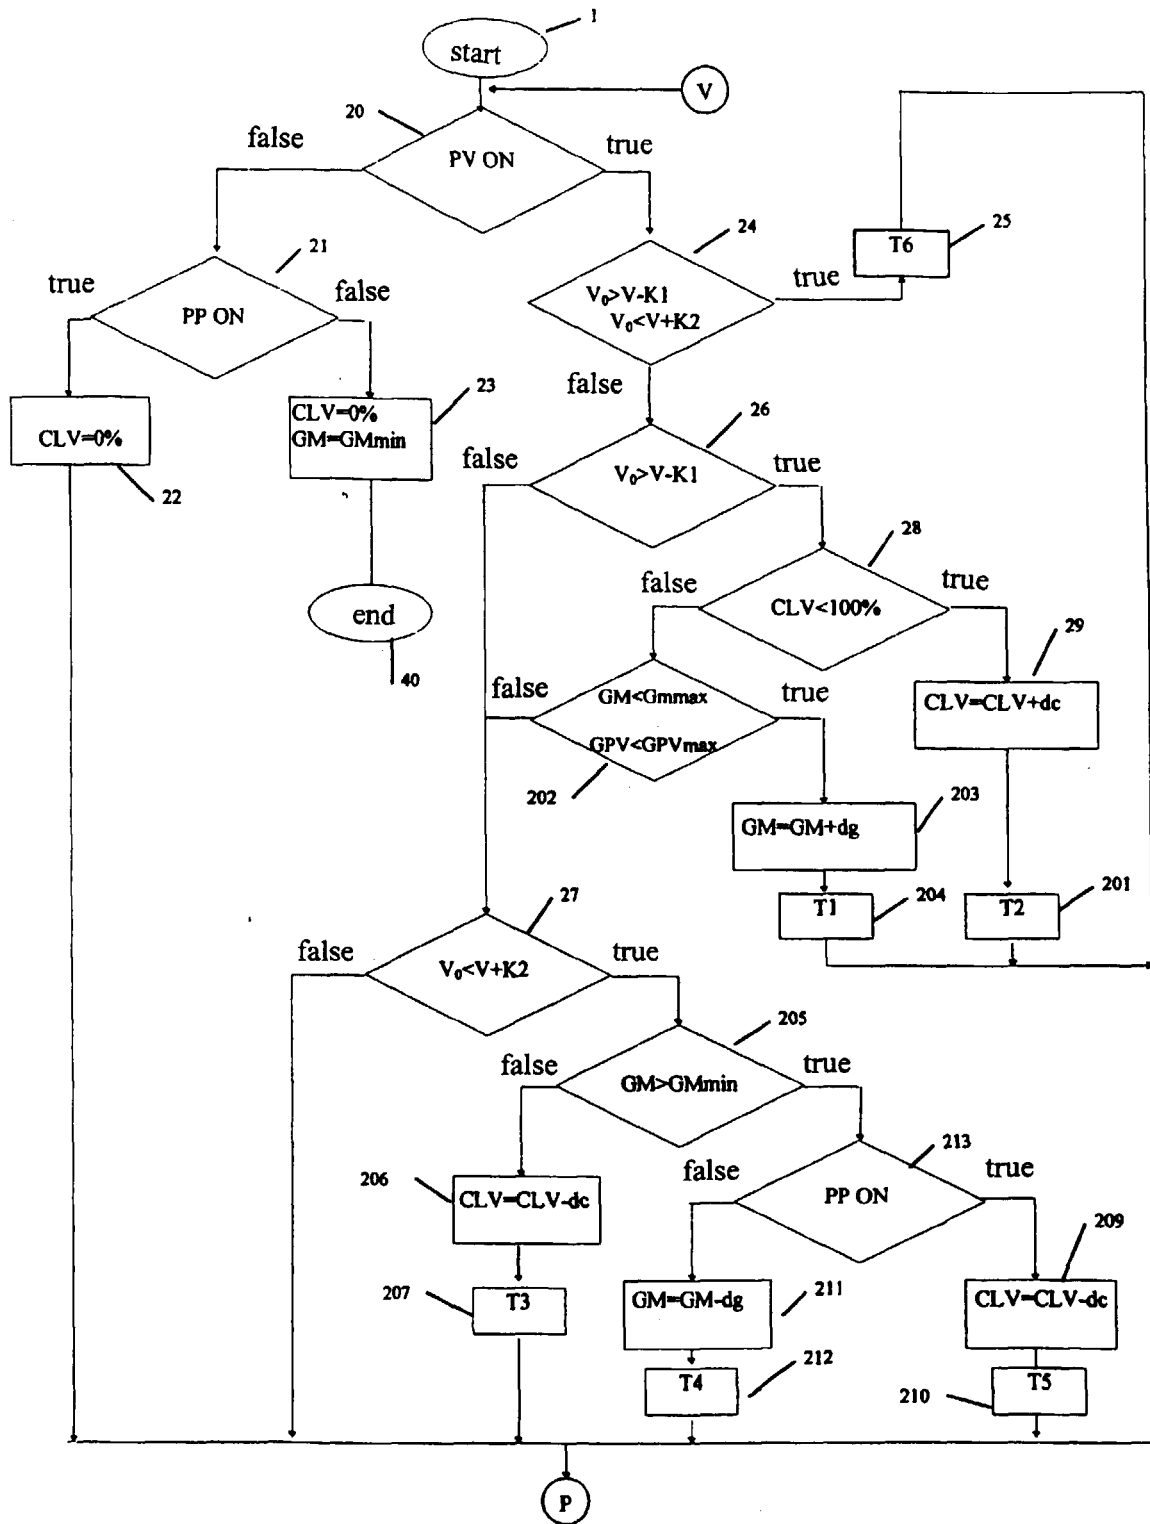 1
start
V
20
false
true
PV ON
24
25
T6
21
true
false
true
PP ON
V₀>V-K1
V₀<V+K2
false
23
26
CLV=0%
GM=GMmin
CLV=0%
false
true
V₀>V-K1
22
28
false
true
CLV<100%
end
29
40
false
true
GM<Gmmax
CLV=CLV+dc
GPV<GPVmax
202
203
GM=GM+dg
27
T1
204
T2
201
false
true
V₀<V+K2
205
false
true
GM>GMmin
213
false
true
206
CLV=CLV-dc
PP ON
209
207
T3
GM=GM-dg
211
CLV=CLV-dc
212
T4
T5
210
P